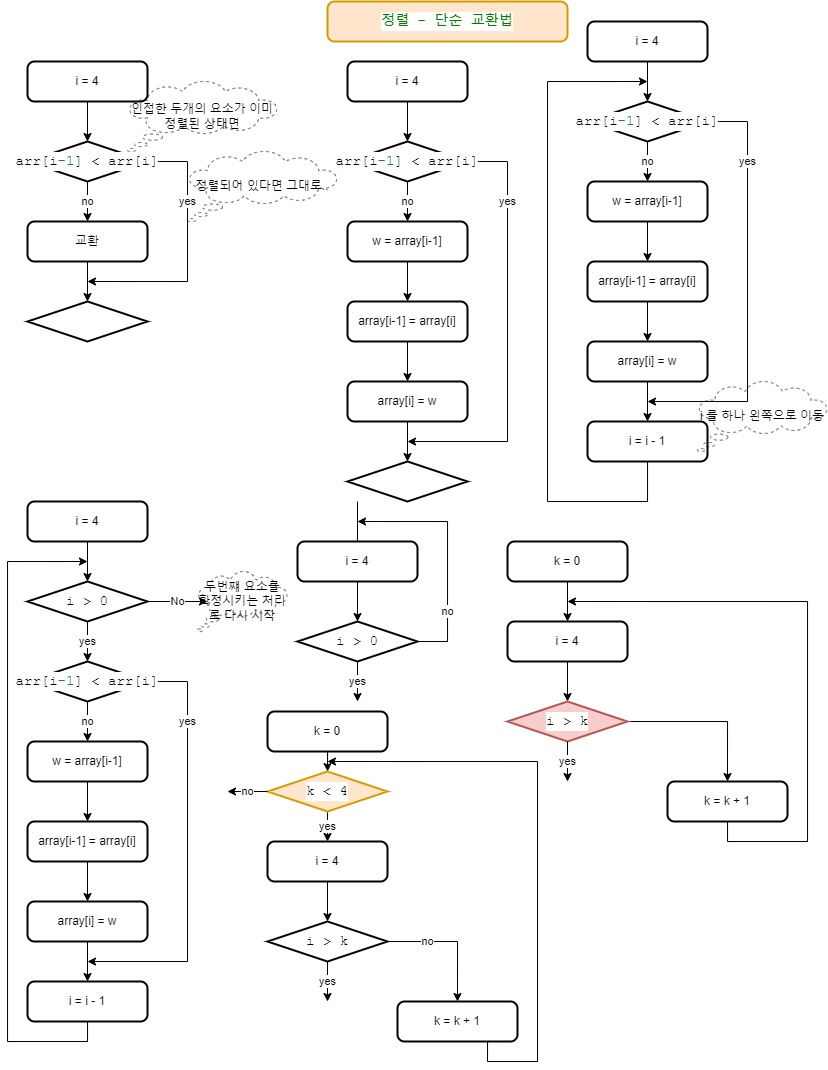 정렬 - 단순 교환법
i = 4
인접한 두개의 요소가 이미
정렬된 상태면
arr[i-1] < arr[i]
정렬되어 있다면 그대로..
no
yes
교환
i = 4
arr[i-1] < arr[i]
no
yes
w = array[i-1]
array[i-1] = array[i]
array[i] = w
i = 4
arr[i-1] < arr[i]
no
yes
w = array[i-1]
array[i-1] = array[i]
array[i] = w
i를 하나 왼쪽으로 이동
i = i - 1
i = 4
i > 0
No
두번째 요소를
확정시키는 처리
로 다시 시작
yes
arr[i-1] < arr[i]
no
yes
w = array[i-1]
array[i-1] = array[i]
array[i] = w
i = i - 1
i = 4
i > 0
no
yes
k = 0
i = 4
i > k
yes
k = k + 1
k = 0
k < 4
no
yes
i = 4
i > k
no
yes
k = k + 1